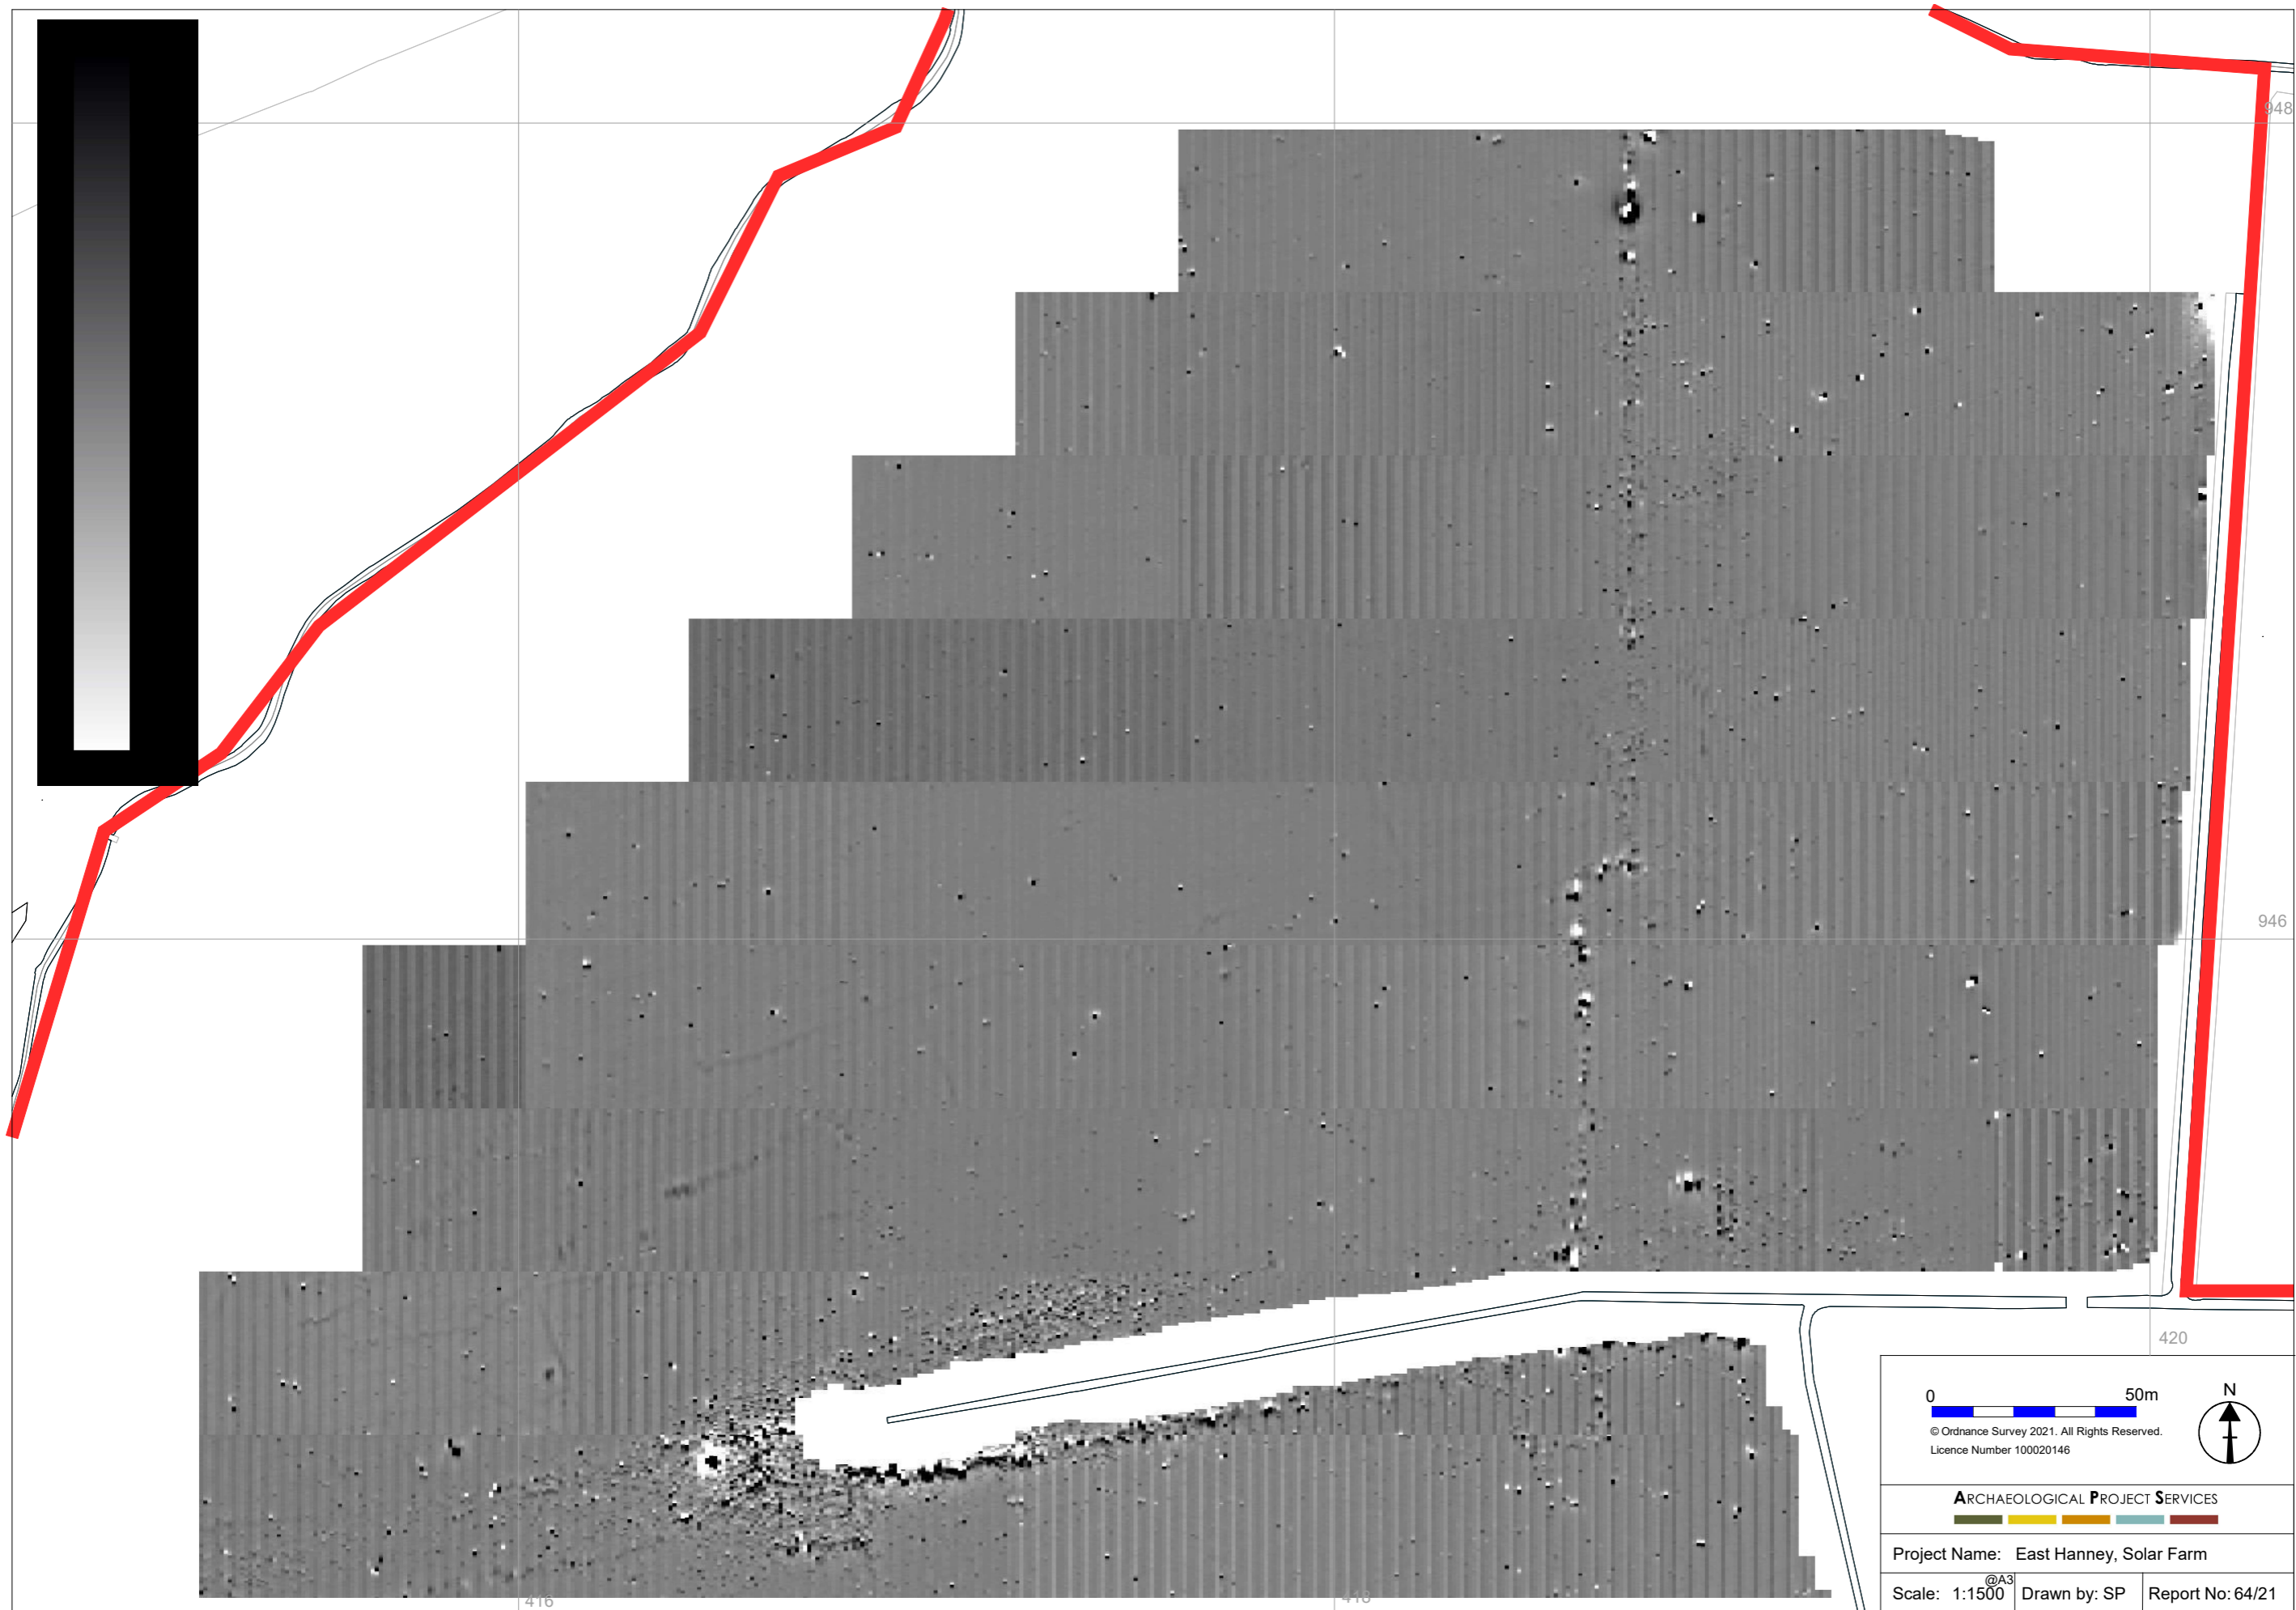 948
946
420
416
418
0 50m
N
© Ordnance Survey 2021. All Rights Reserved.
Licence Number 100020146
ARCHAEOLOGICAL PROJECT SERVICES
Project Name: East Hanney, Solar Farm
Scale: 1:1500 @A3 Drawn by: SP Report No: 64/21